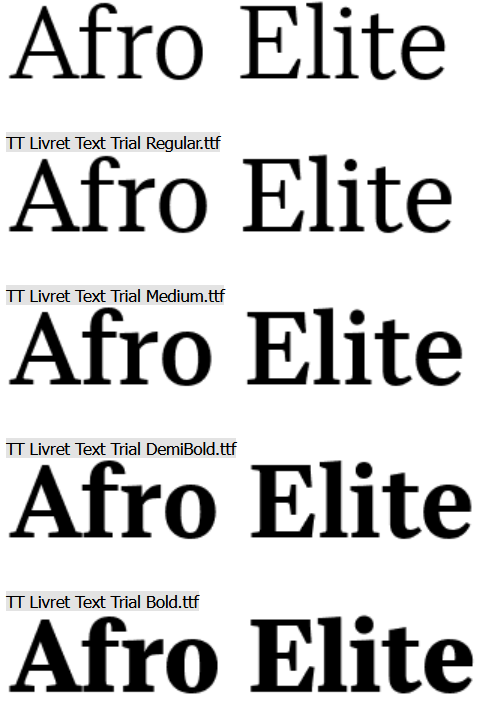 Afro Elite
TT Livret Text Trial Regular.ttf
Afro Elite
TT Livret Text Trial Medium.ttf
Afro Elite
TT Livret Text Trial DemiBold.ttf
Afro Elite
TT Livret Text Trial Bold.ttf
Afro Elite